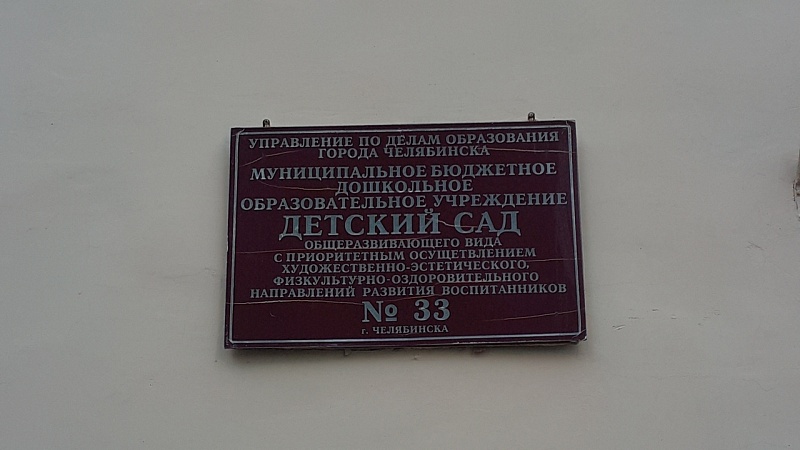 УПРАВЛЕНИЕ ПО ДЕЛАМ ОБРАЗОВАНИЯ
ГОРОДА ЧЕЛЯБИНСКА
МУНИЦИПАЛЬНОЕ БЮДЖЕТНОЕ
ДОШКОЛЬНОЕ
ОБРАЗОВАТЕЛЬНОЕ УЧРЕЖДЕНИЕ
ДЕТСКИЙ САД
ОБЩЕРАЗВИВАЮЩЕГО ВИДА
С ПРИОРИТЕТНЫМ ОСУЩЕТВЛЕНИЕМ
ХУДОЖЕСТВЕННО-ЭСТЕТИЧЕСКОГО,
ФИЗКУЛЬТУРНО-ОЗДОРОВИТЕЛЬНОГО
НАПРАВЛЕНИЙ РАЗВИТИЯ ВОСПИТАННИКОВ
№ 33
г. ЧЕЛЯБИНСКА